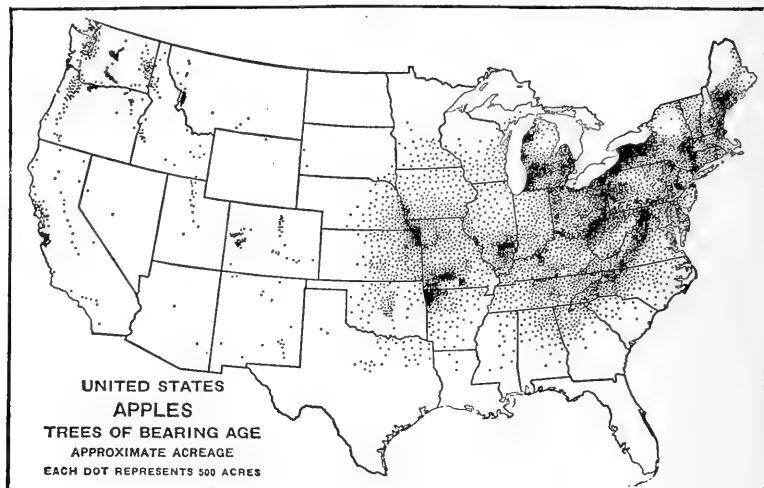 UNITED STATES
APPLES
TREES OF BEARING AGE
APPROXIMATE ACREAGE
EACH DOT REPRESENTS 500 ACRES